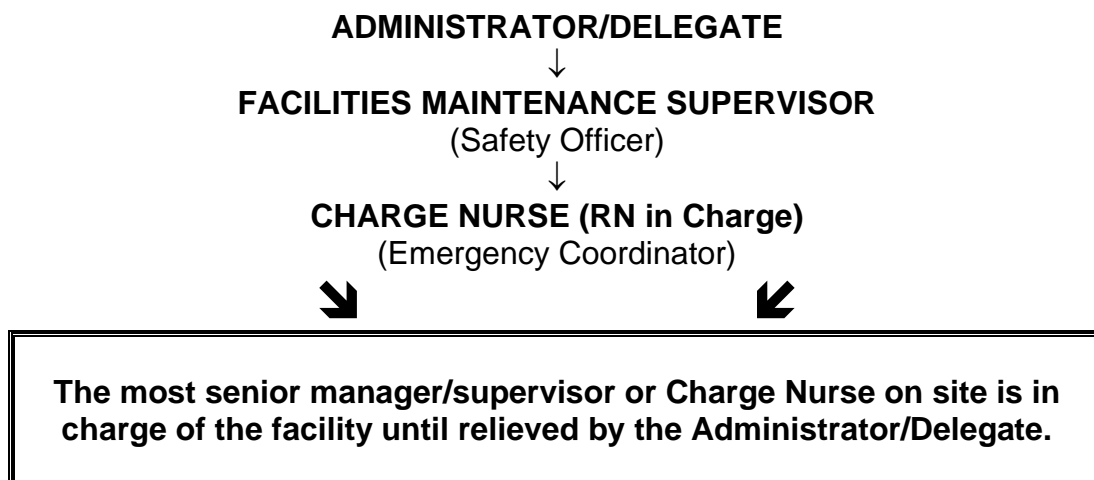 ADMINISTRATOR/DELEGATE
↓
FACILITIES MAINTENANCE SUPERVISOR
(Safety Officer)
↓
CHARGE NURSE (RN in Charge)
(Emergency Coordinator)
The most senior manager/supervisor or Charge Nurse on site is in
charge of the facility until relieved by the Administrator/Delegate.